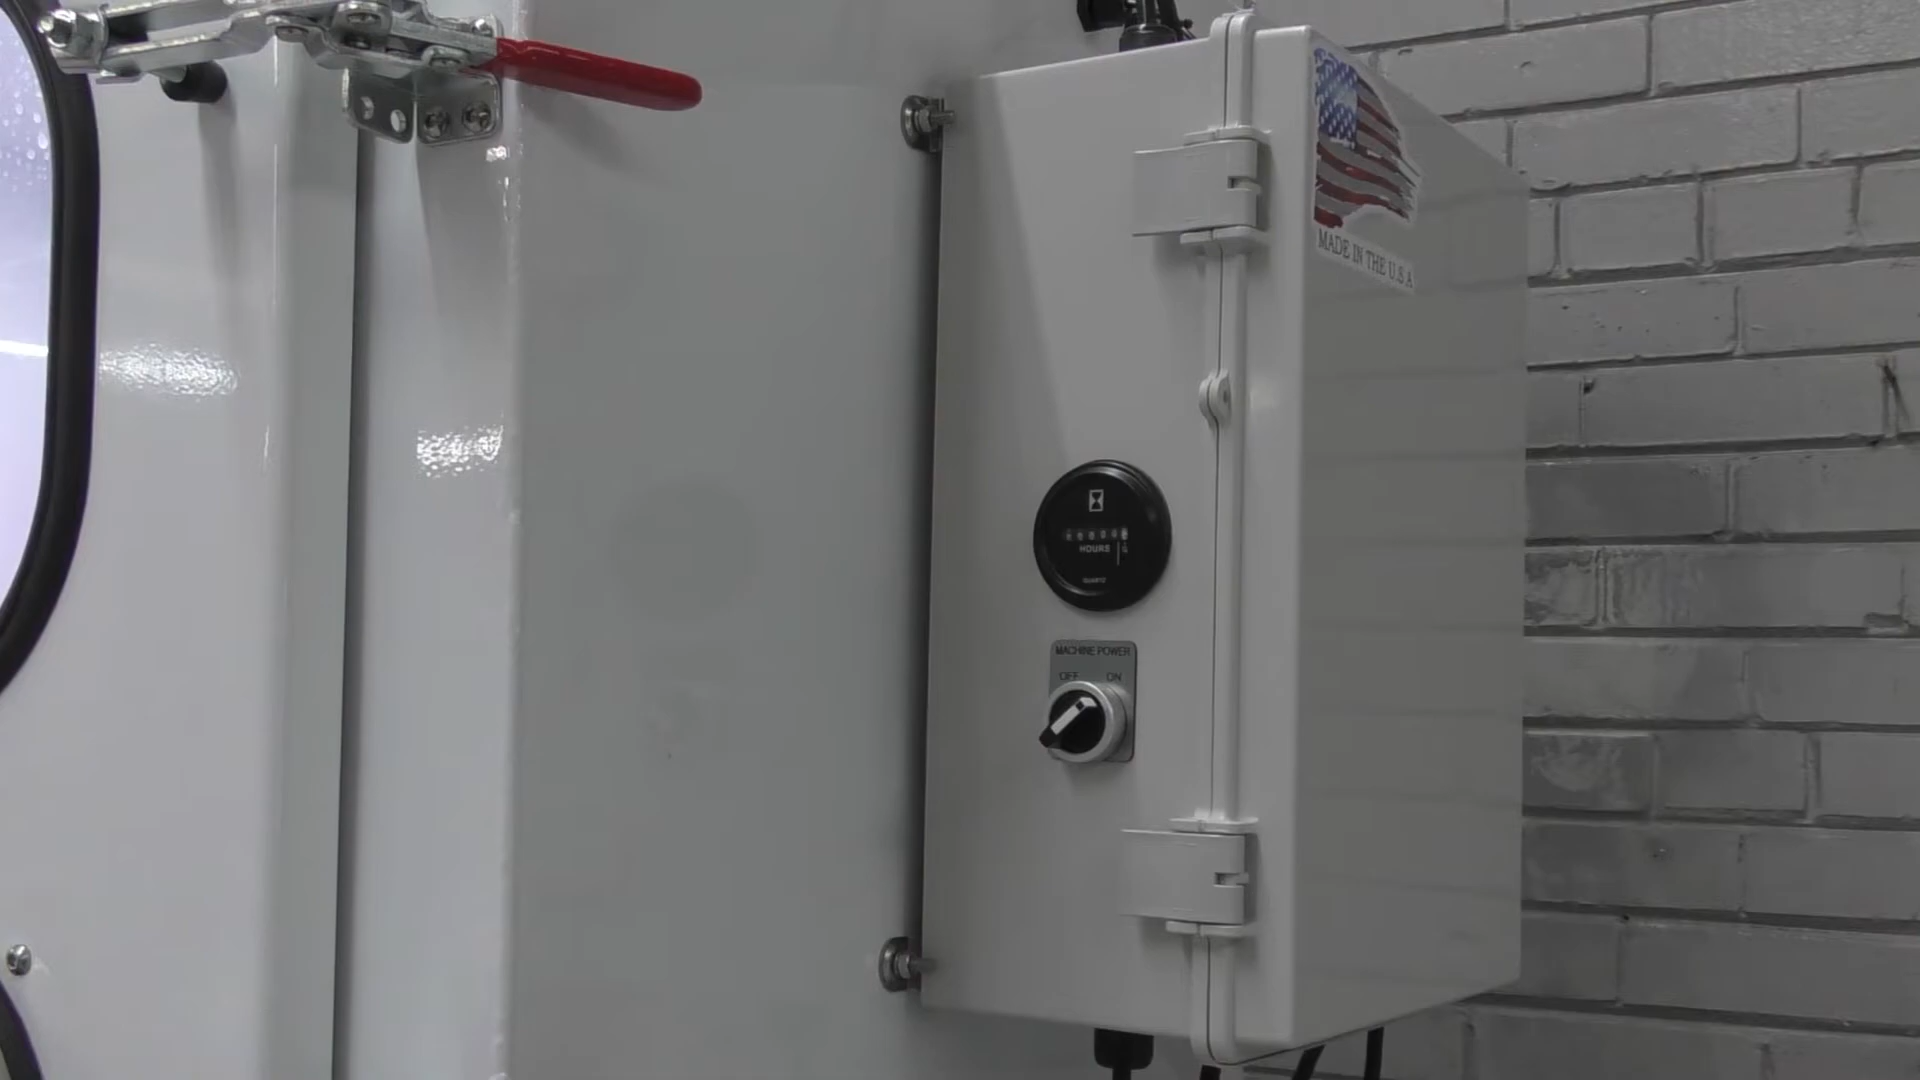 MADE IN THE U.S.A
HOURS
QUARTZ
MACHINE POWER
OFF ON